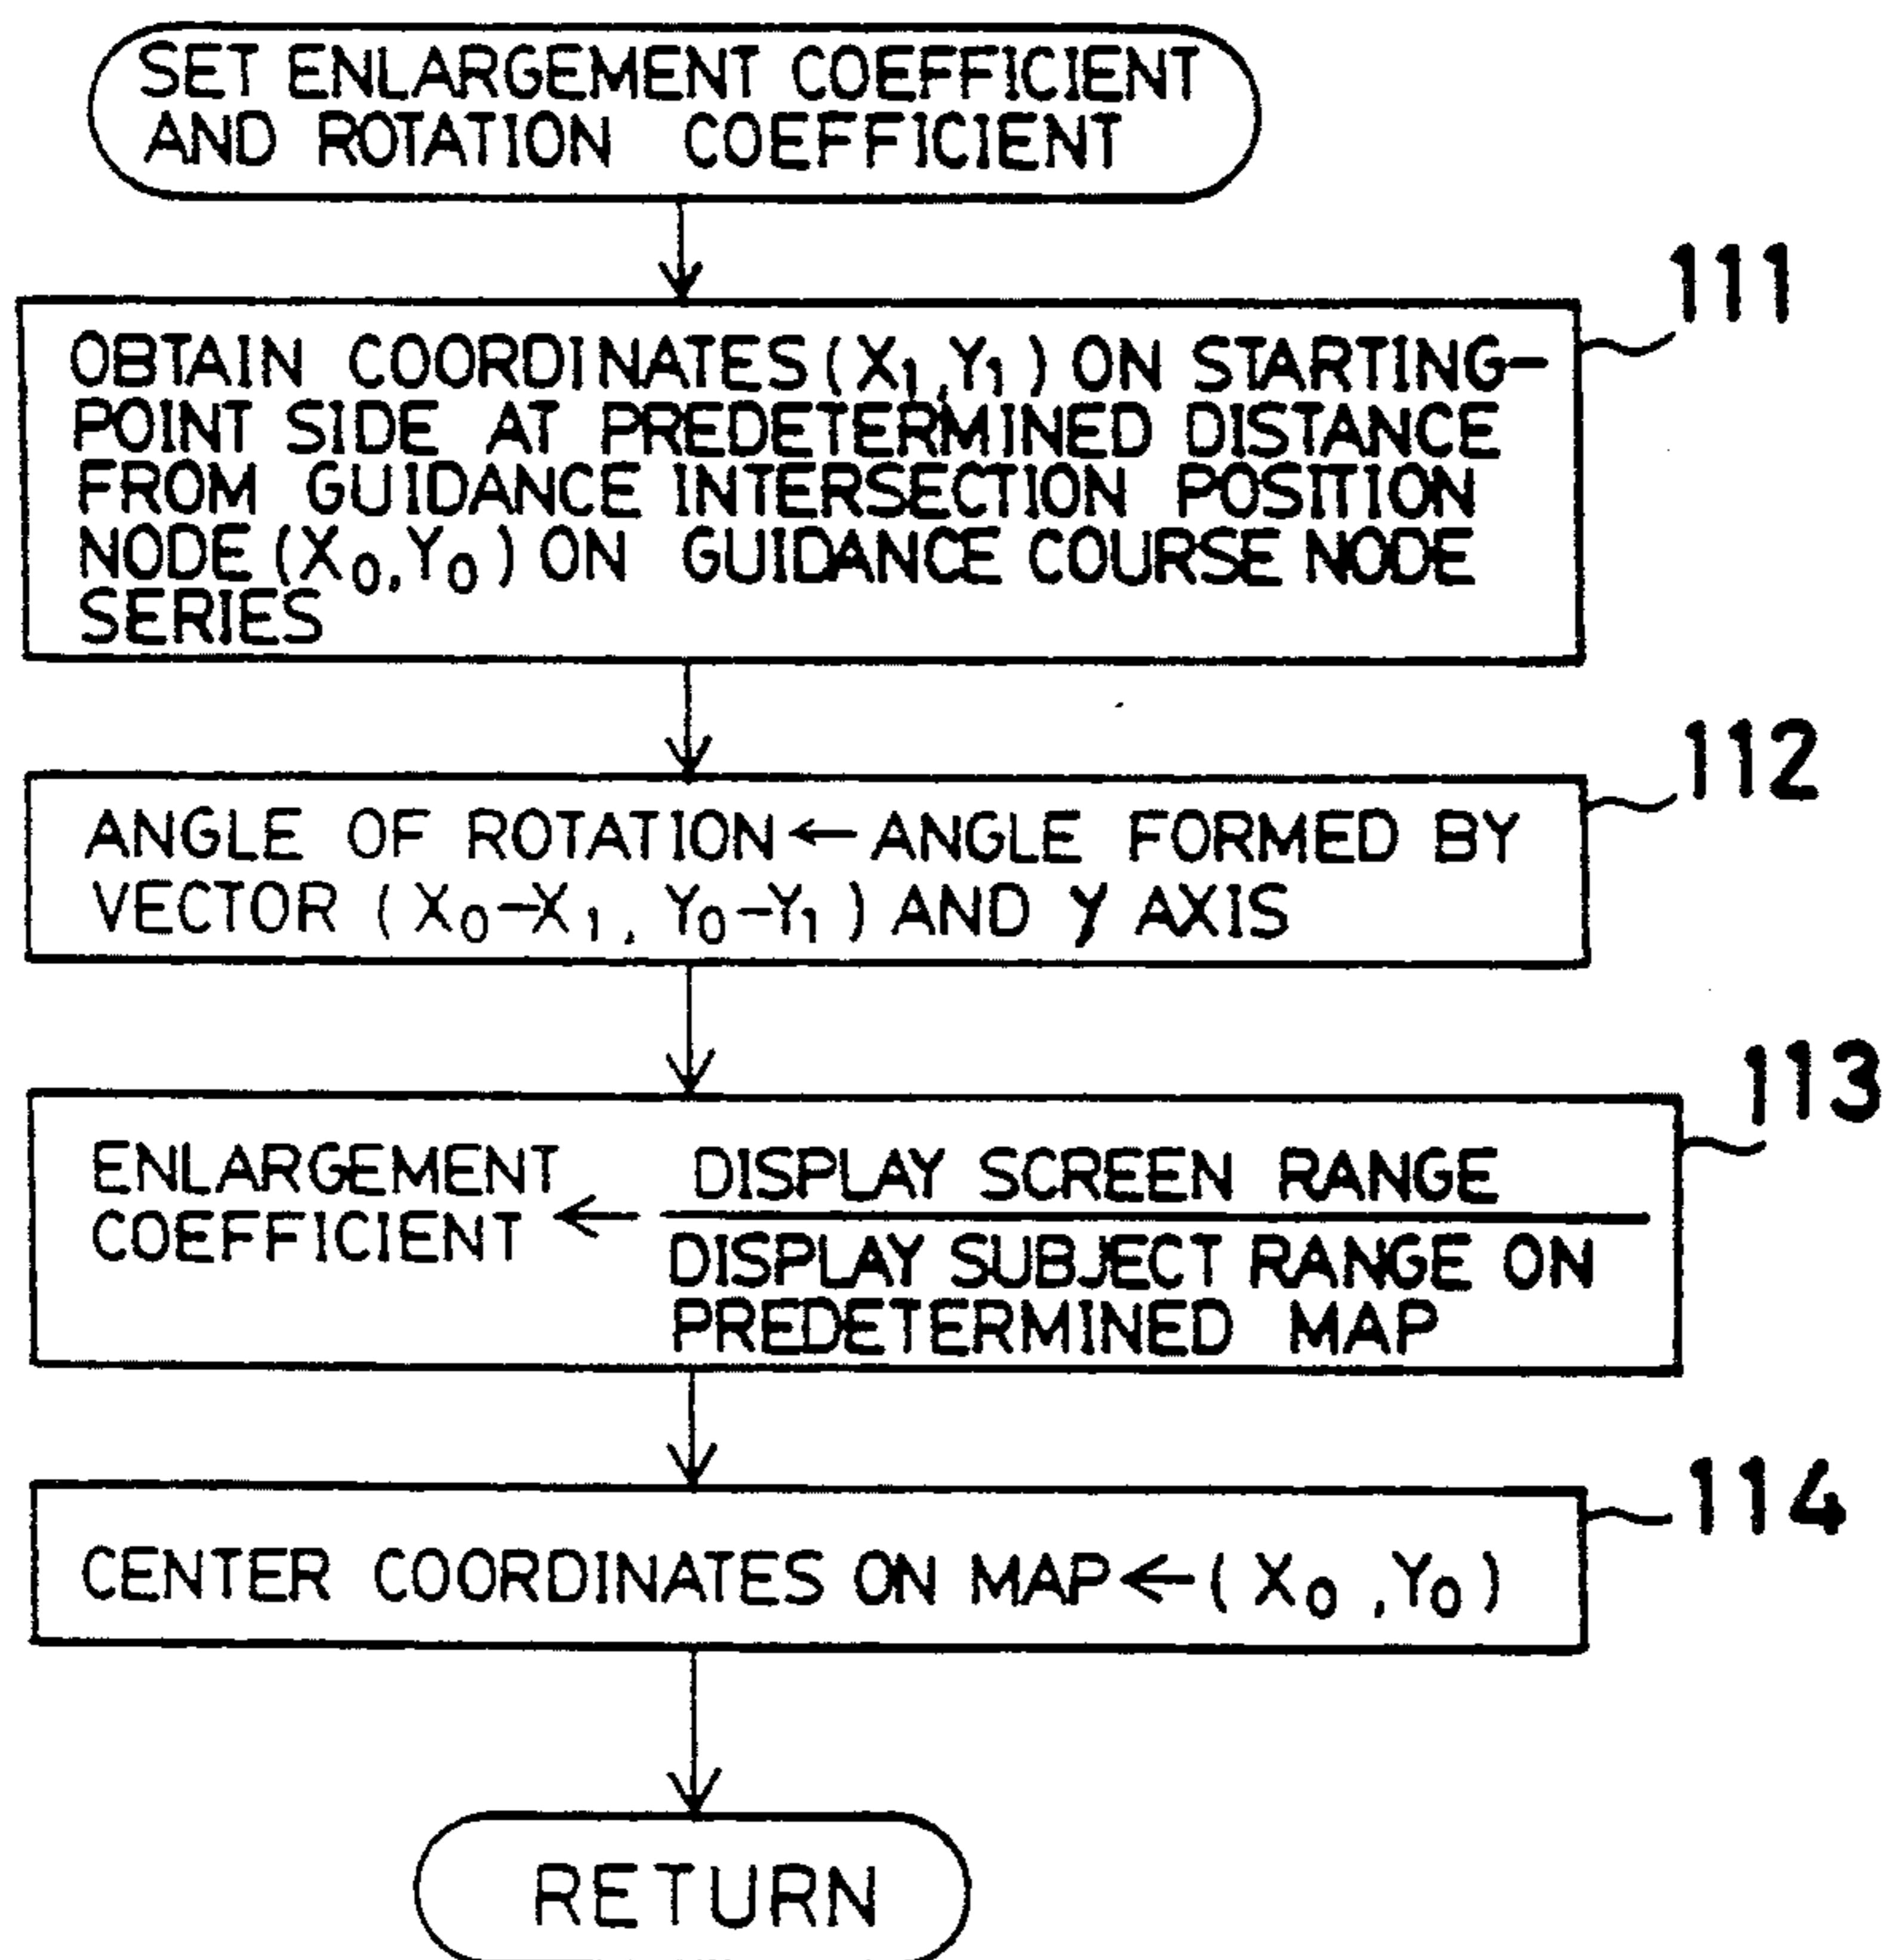 SET ENLARGEMENT COEFFICIENT
AND ROTATION COEFFICIENT
111
OBTAIN COORDINATES (X₁,Y₁) ON STARTING-
POINT SIDE AT PREDETERMINED DISTANCE
FROM GUIDANCE INTERSECTION POSITION
NODE (X₀,Y₀) ON GUIDANCE COURSE NODE
SERIES
112
ANGLE OF ROTATION ← ANGLE FORMED BY
VECTOR (X₀-X₁, Y₀-Y₁) AND y AXIS
113
ENLARGEMENT
COEFFICIENT ←
DISPLAY SCREEN RANGE
DISPLAY SUBJECT RANGE ON
PREDETERMINED MAP
114
CENTER COORDINATES ON MAP ← (X₀,Y₀)
RETURN